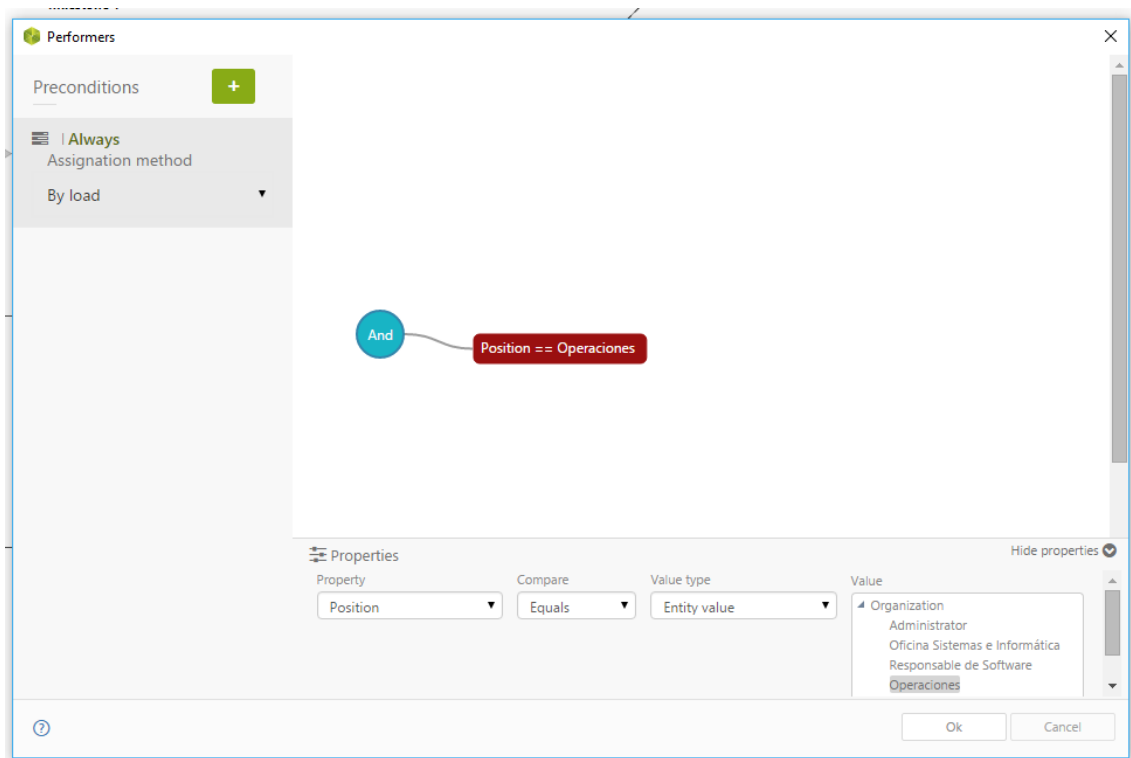 Performers
Preconditions
+
| Always
Assignation method
By load
And
Position == Operaciones
Properties
Hide properties
Property
Compare
Value type
Value
Position
Equals
Entity value
Organization
Administrator
Oficina Sistemas e Informática
Responsable de Software
Operaciones
?
Ok
Cancel